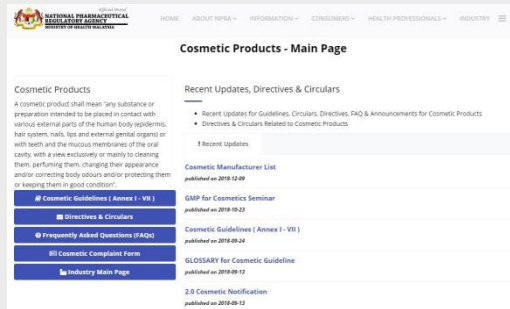 Official Portal
NATIONAL PHARMACEUTICAL
REGULATORY AGENCY
MINISTRY OF HEALTH MALAYSIA
HOME
ABOUT NPRA
INFORMATION
CONSUMERS
HEALTH PROFESSIONALS
INDUSTRY
Cosmetic Products - Main Page
Cosmetic Products
A cosmetic product shall mean "any substance or
preparation intended to be placed in contact with
various external parts of the human body (epidermis,
hair system, nails, lips and external genital organs) or
with teeth and the mucous membranes of the oral
cavity, with a view exclusively or mainly to cleaning
them, perfuming them, changing their appearance
and/or correcting body odours and/or protecting them
or keeping them in good condition".
Cosmetic Guidelines ( Annex I - VII )
Directives & Circulars
Frequently Asked Questions (FAQs)
Cosmetic Complaint Form
Industry Main Page
Recent Updates, Directives & Circulars
Recent Updates for Guidelines, Circulars, Directives, FAQ & Announcements for Cosmetic Products
Directives & Circulars Related to Cosmetic Products
! Recent Updates
Cosmetic Manufacturer List
published on 2018-12-09
GMP for Cosmetics Seminar
published on 2018-10-23
Cosmetic Guidelines ( Annex I - VII )
published on 2018-09-24
GLOSSARY for Cosmetic Guideline
published on 2018-09-13
2.0 Cosmetic Notification
published on 2018-09-13